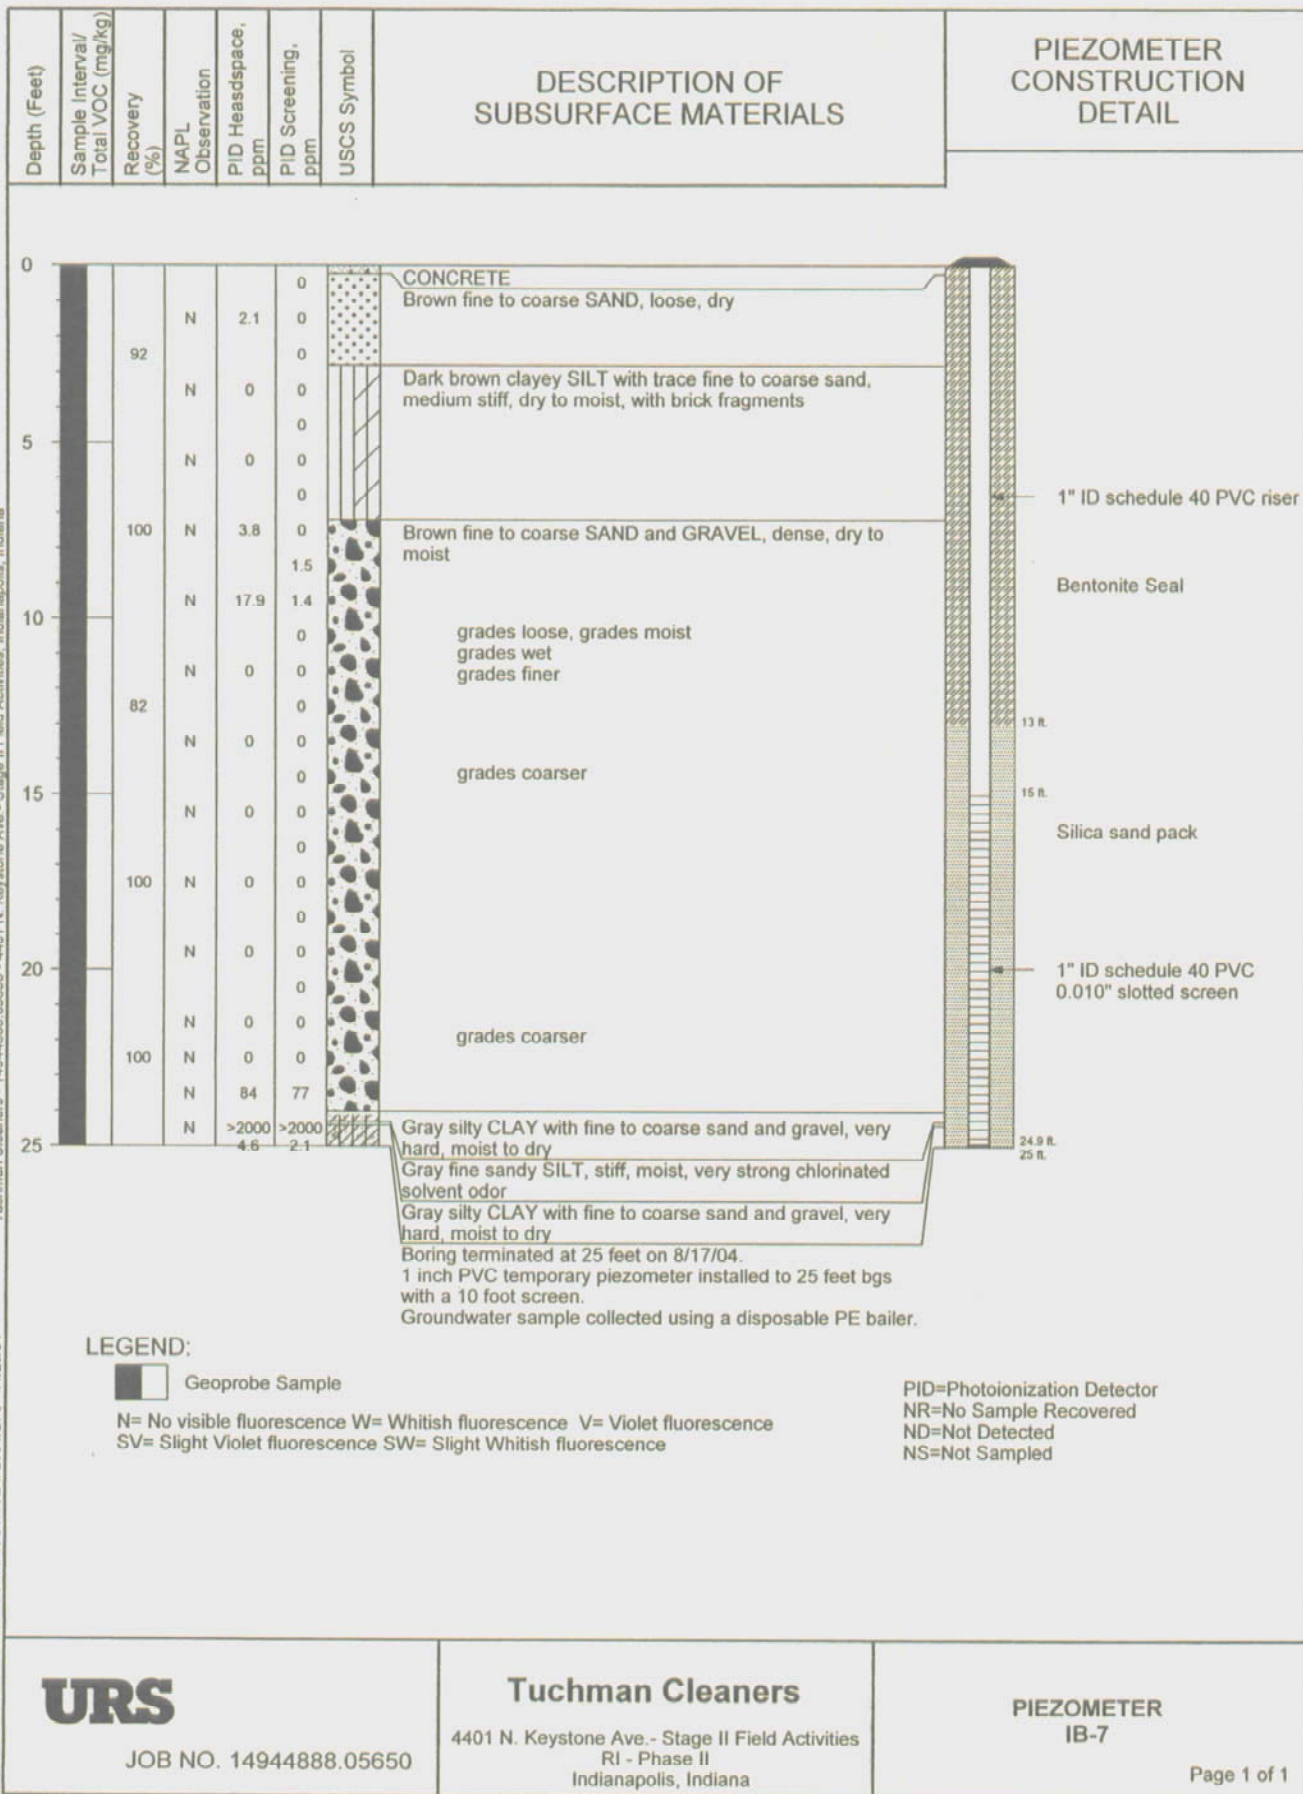 Depth (Feet)
Sample Interval/
Total VOC (mg/kg)
Recovery
(%)
NAPL
Observation
PID Heasdspace,
ppm
PID Screening,
ppm
USCS Symbol
DESCRIPTION OF
SUBSURFACE MATERIALS
PIEZOMETER
CONSTRUCTION
DETAIL
0
0
CONCRETE
Brown fine to coarse SAND, loose, dry
N 2.1 0
92 0
Dark brown clayey SILT with trace fine to coarse sand,
medium stiff, dry to moist, with brick fragments
N 0 0
0
5
N 0 0
0
1" ID schedule 40 PVC riser
100 N 3.8 0
Brown fine to coarse SAND and GRAVEL, dense, dry to
moist
1.5
Bentonite Seal
N 17.9 1.4
10
0
grades loose, grades moist
grades wet
grades finer
N 0 0
82 0
13 ft.
N 0 0
0
grades coarser
15
15 ft.
N 0 0
Silica sand pack
0
100 N 0 0
0
N 0 0
20
1" ID schedule 40 PVC
0.010" slotted screen
0
N 0 0
grades coarser
100 N 0 0
N 84 77
N >2000 >2000
25
4.6 2.1
24.9 ft.
25 ft.
Gray silty CLAY with fine to coarse sand and gravel, very
hard, moist to dry
Gray fine sandy SILT, stiff, moist, very strong chlorinated
solvent odor
Gray silty CLAY with fine to coarse sand and gravel, very
hard, moist to dry
Boring terminated at 25 feet on 8/17/04.
1 inch PVC temporary piezometer installed to 25 feet bgs
with a 10 foot screen.
Groundwater sample collected using a disposable PE bailer.
LEGEND:
Geoprobe Sample
N= No visible fluorescence W= Whitish fluorescence V= Violet fluorescence
SV= Slight Violet fluorescence SW= Slight Whitish fluorescence
PID=Photoionization Detector
NR=No Sample Recovered
ND=Not Detected
NS=Not Sampled
URS
JOB NO. 14944888.05650
Tuchman Cleaners
4401 N. Keystone Ave.- Stage II Field Activities
RI - Phase II
Indianapolis, Indiana
PIEZOMETER
IB-7
Page 1 of 1